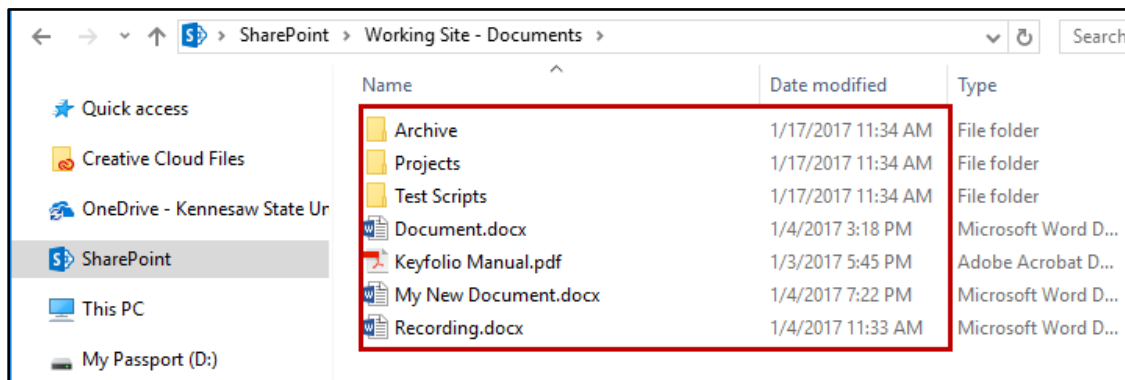 SharePoint > Working Site - Documents > Search
Name Date modified Type
Quick access
Creative Cloud Files
OneDrive - Kennesaw State Ur
SharePoint
This PC
My Passport (D:)
Archive 1/17/2017 11:34 AM File folder
Projects 1/17/2017 11:34 AM File folder
Test Scripts 1/17/2017 11:34 AM File folder
Document.docx 1/4/2017 3:18 PM Microsoft Word D...
Keyfolio Manual.pdf 1/3/2017 5:45 PM Adobe Acrobat D...
My New Document.docx 1/4/2017 7:22 PM Microsoft Word D...
Recording.docx 1/4/2017 11:33 AM Microsoft Word D...